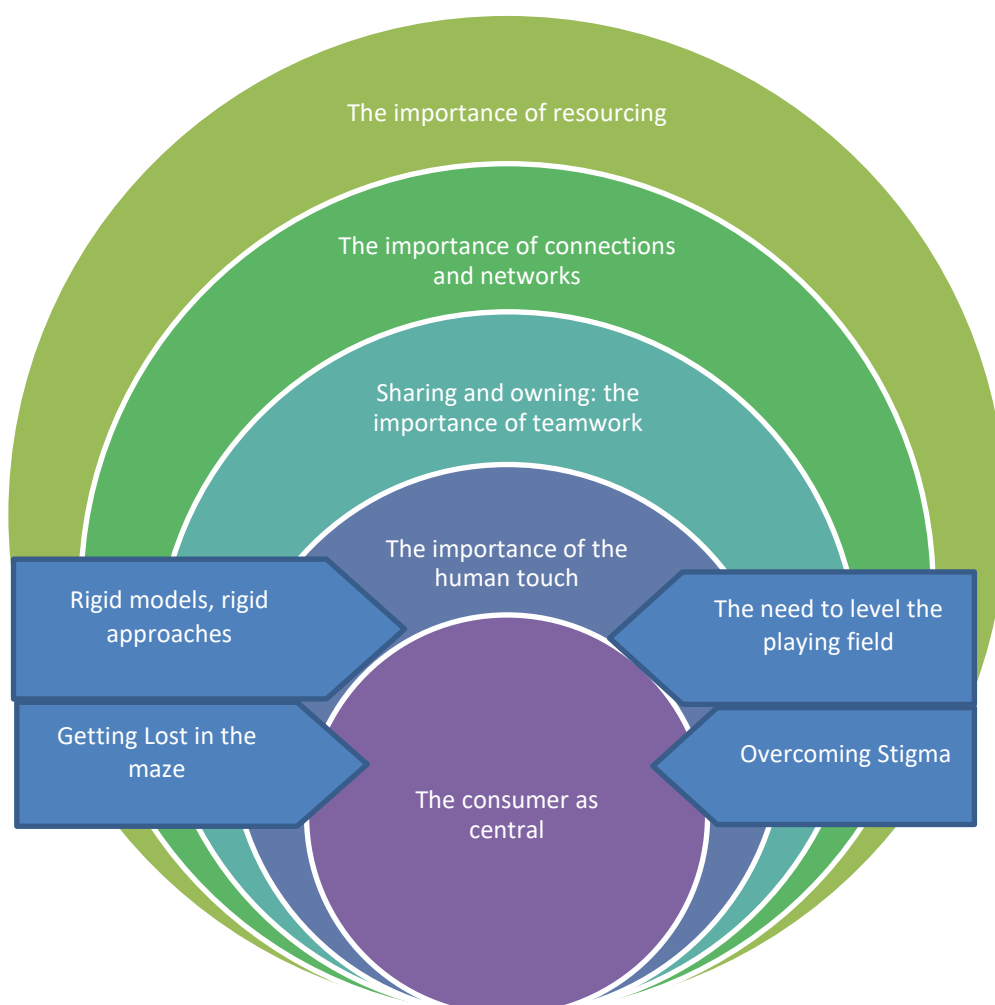 The importance of resourcing
The importance of connections
and networks
Sharing and owning: the
importance of teamwork
The importance of the
human touch
Rigid models, rigid
approaches
The need to level the
playing field
Getting Lost in the
maze
Overcoming Stigma
The consumer as
central